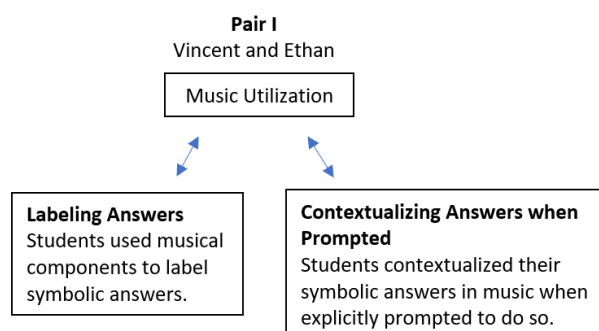 Pair I
Vincent and Ethan
Music Utilization
Labeling Answers
Students used musical
components to label
symbolic answers.
Contextualizing Answers when
Prompted
Students contextualized their
symbolic answers in music when
explicitly prompted to do so.